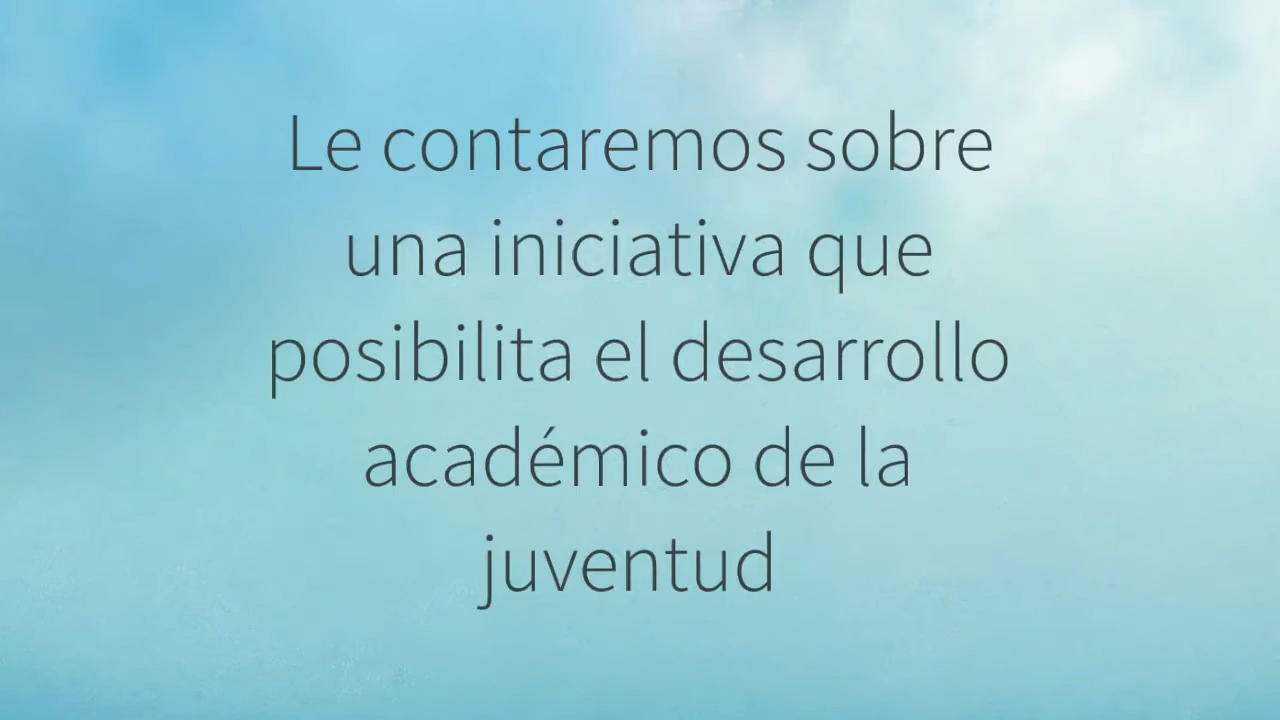 Le contaremos sobre
una iniciativa que
posibilita el desarrollo
académico de la
juventud